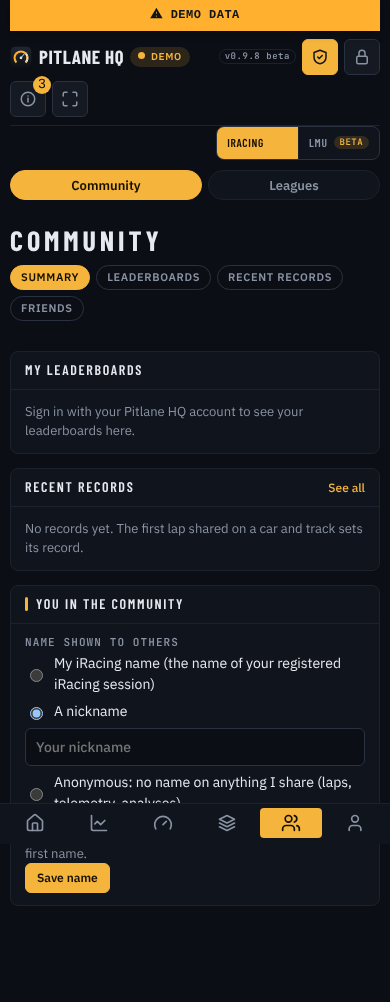 DEMO DATA
PITLANE HQ
DEMO
v0.9.8 beta
3
IRACING
LMU BETA
Community
Leagues
COMMUNITY
SUMMARY
LEADERBOARDS
RECENT RECORDS
FRIENDS
MY LEADERBOARDS
Sign in with your Pitlane HQ account to see your
leaderboards here.
RECENT RECORDS
See all
No records yet. The first lap shared on a car and track sets
its record.
YOU IN THE COMMUNITY
NAME SHOWN TO OTHERS
My iRacing name (the name of your registered
iRacing session)
A nickname
Your nickname
Anonymous: no name on anything I share (laps,
telemetry, analyses)
first name.
Save name